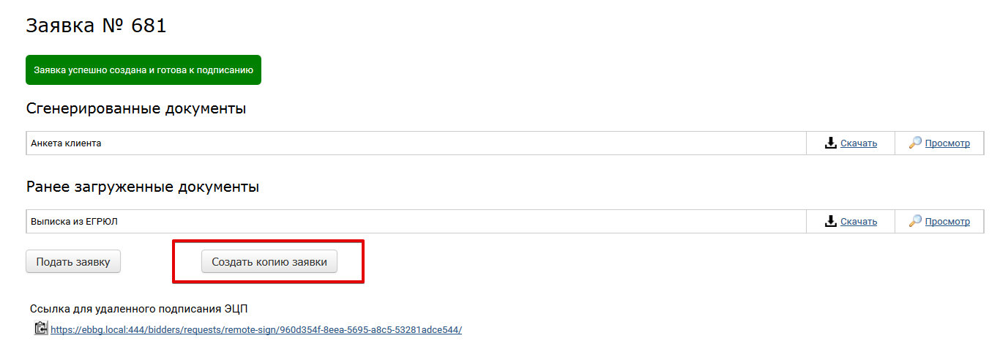 Заявка № 681
Заявка успешно создана и готова к подписанию
Сгенерированные документы
Анкета клиента Скачать Просмотр
Ранее загруженные документы
Выписка из ЕГРЮЛ Скачать Просмотр
Подать заявку Создать копию заявки
Ссылка для удаленного подписания ЭЦП
https://ebbg.local:444/bidders/requests/remote-sign/960d354f-8eea-5695-a8c5-53281adce544/